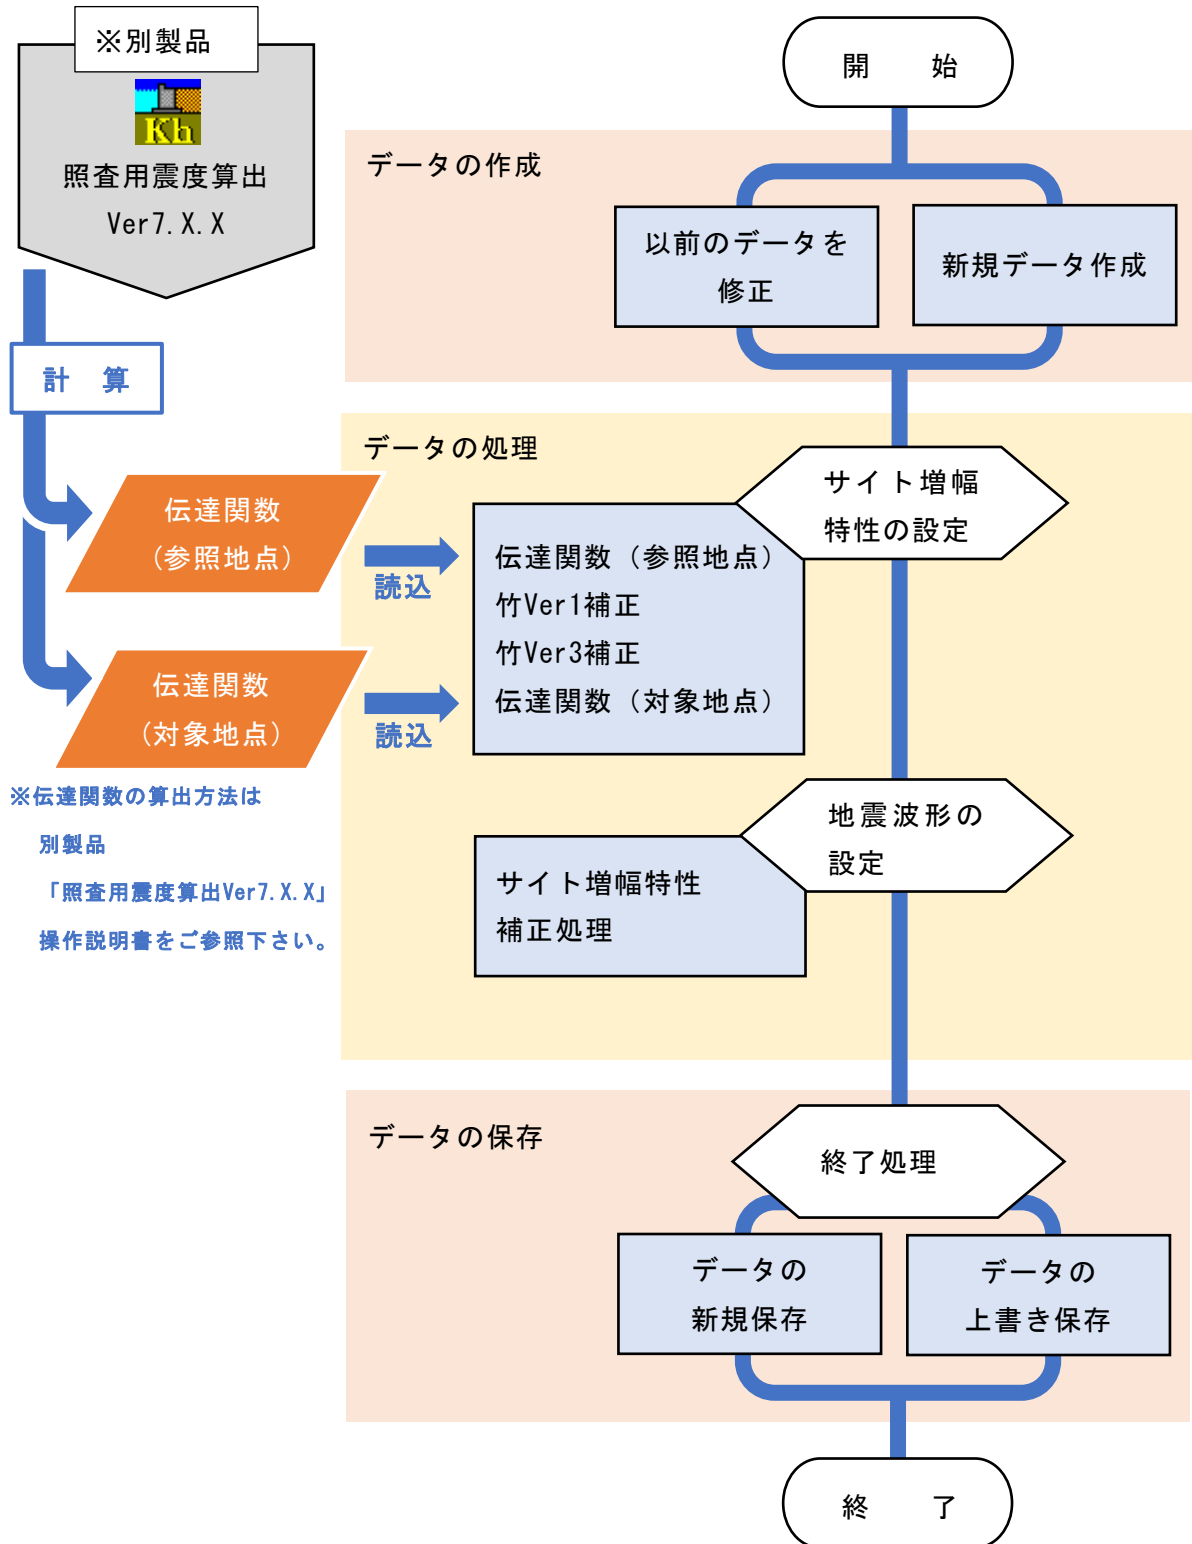 ※別製品
Kh
照査用震度算出
Ver7.X.X
計 算
開 始
データの作成
以前のデータを
修正
新規データ作成
データの処理
サイト増幅
特性の設定
伝達関数
(参照地点)
読込
伝達関数(参照地点)
竹Ver1補正
竹Ver3補正
伝達関数(対象地点)
伝達関数
(対象地点)
読込
※伝達関数の算出方法は
別製品
「照査用震度算出Ver7.X.X」
操作説明書をご参照下さい。
地震波形の
設定
サイト増幅特性
補正処理
データの保存
終了処理
データの
新規保存
データの
上書き保存
終 了